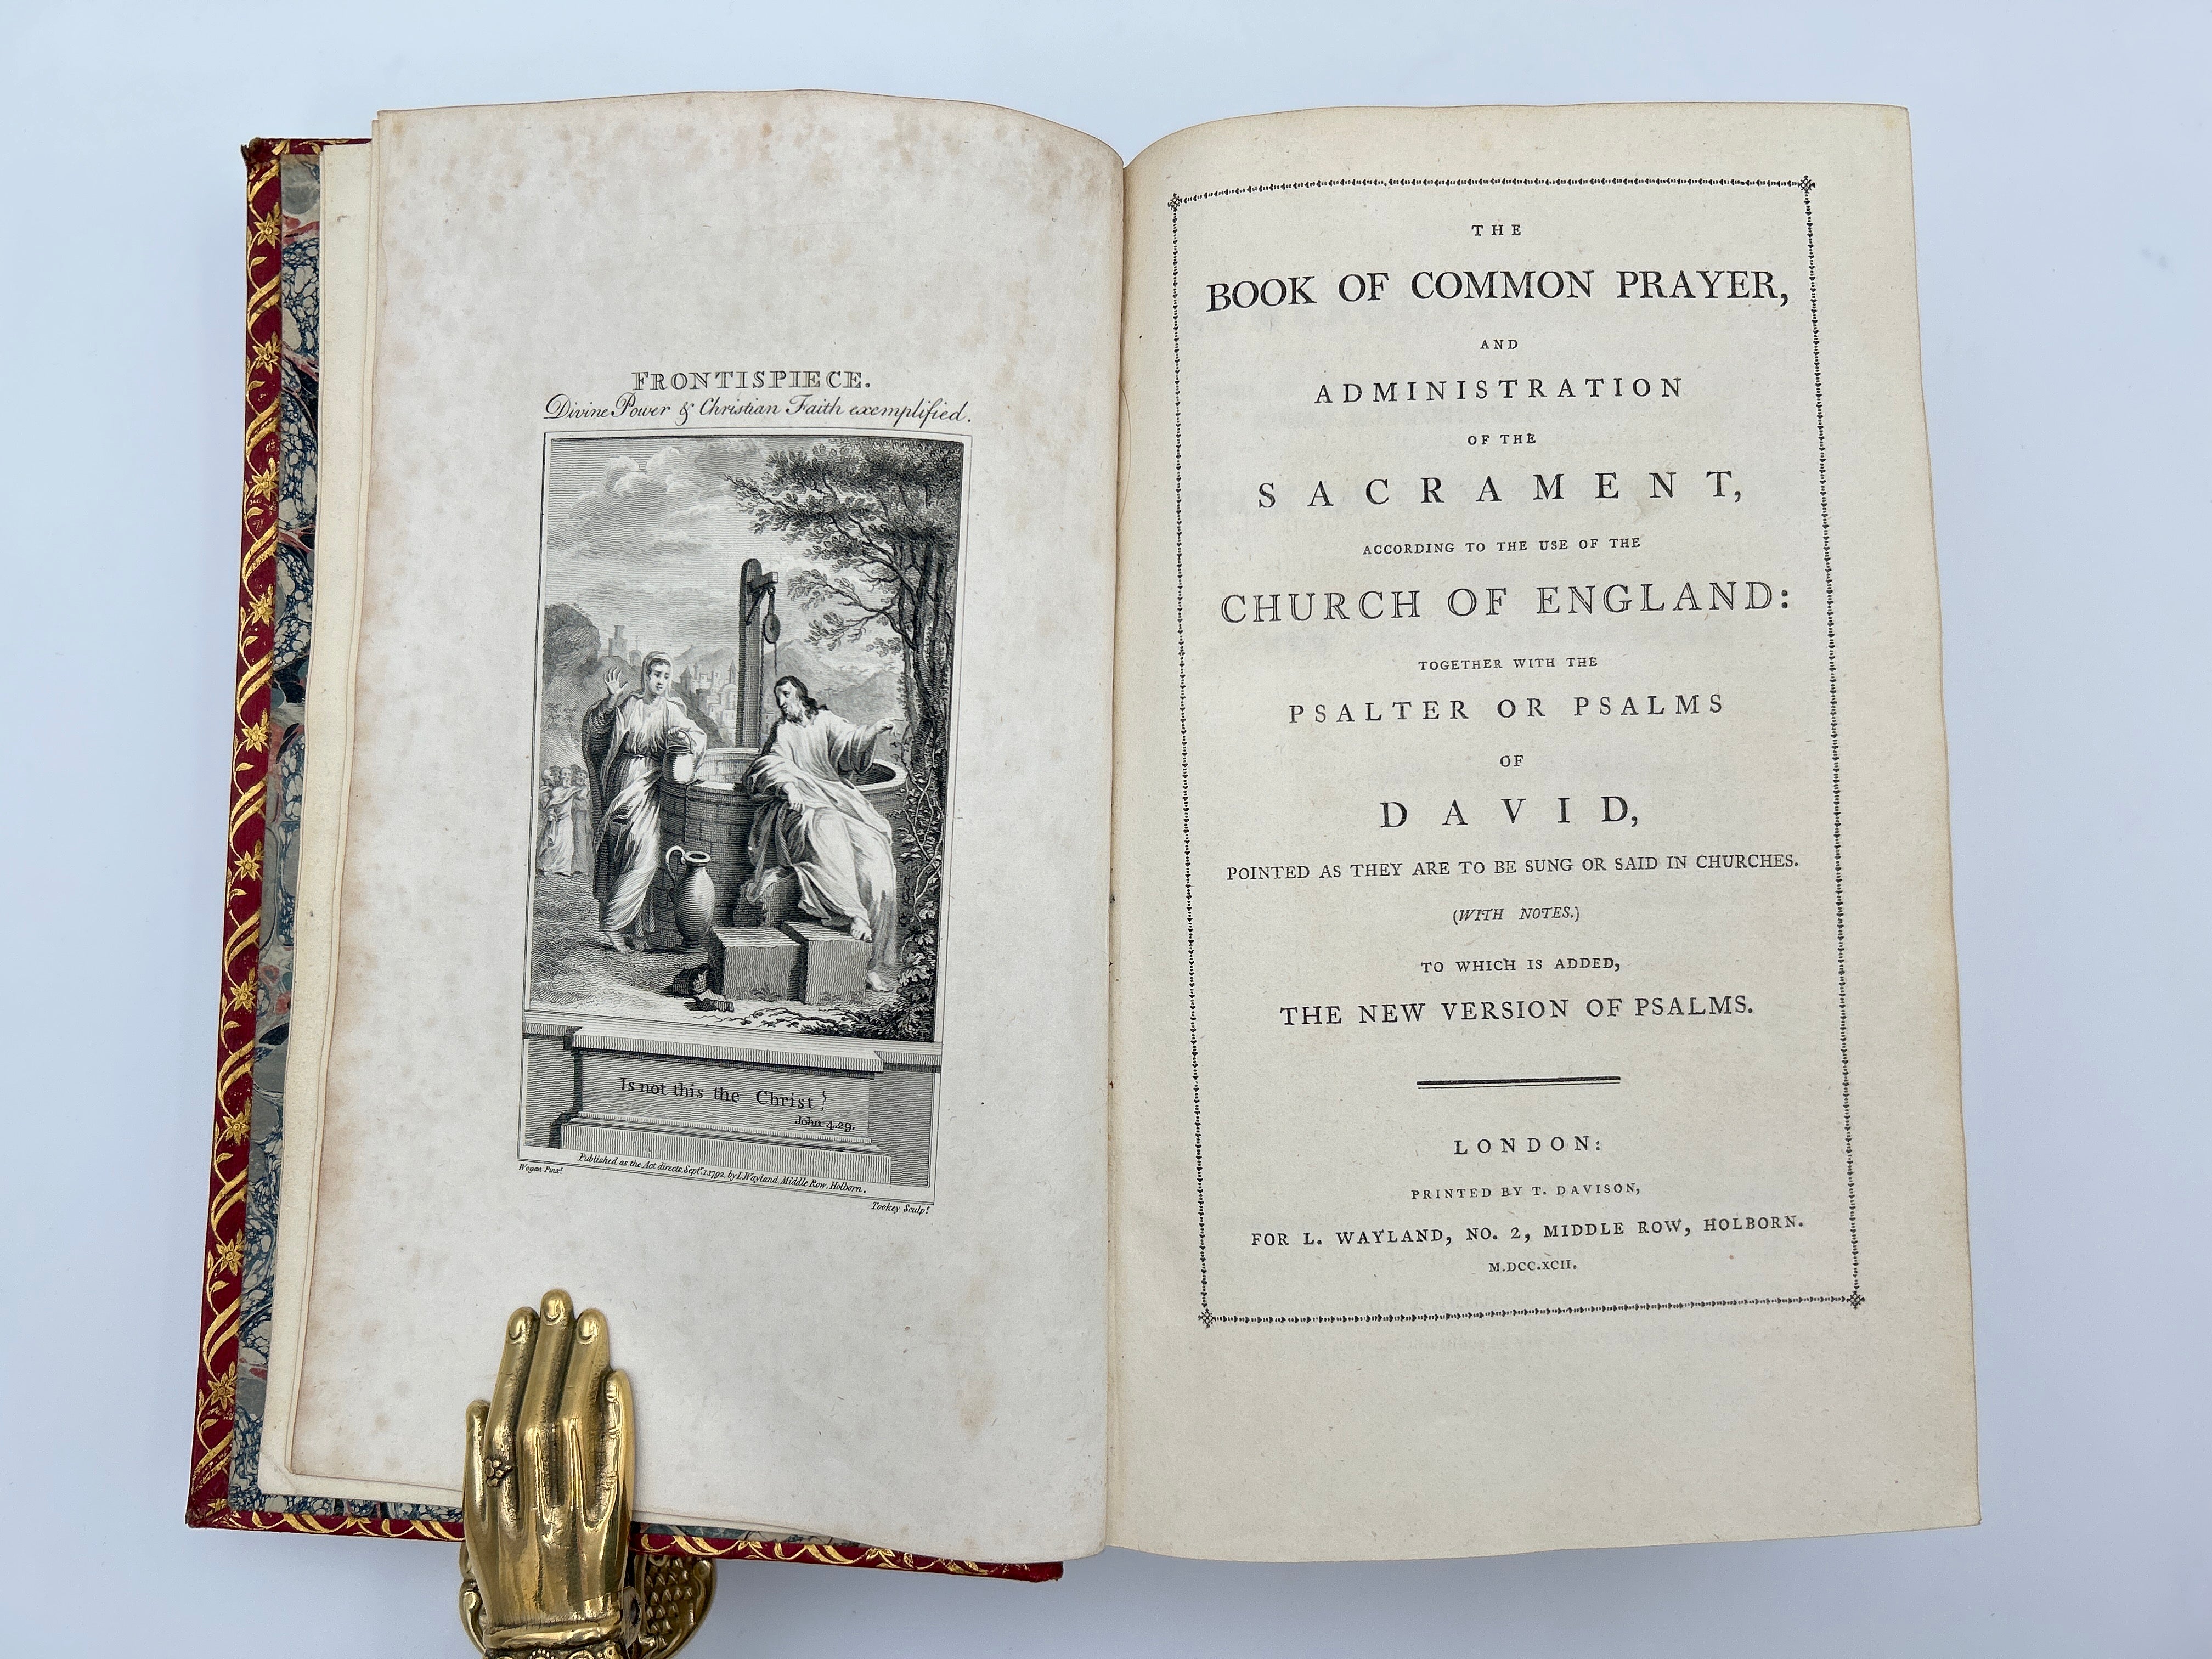 FRONTISPIECE.
Divine Power & Christian Faith exemplified.
Is not this the Christ?
John 4.29.
Published as the Act directs, Sept. 1. 1792, by L. Wayland, Middle Row, Holborn.
Wogan Pinxt.
Tookey Sculpt.
THE
BOOK OF COMMON PRAYER,
AND
ADMINISTRATION
OF THE
SACRAMENT,
ACCORDING TO THE USE OF THE
CHURCH OF ENGLAND:
TOGETHER WITH THE
PSALTER OR PSALMS
OF
DAVID,
POINTED AS THEY ARE TO BE SUNG OR SAID IN CHURCHES.
(WITH NOTES.)
TO WHICH IS ADDED,
THE NEW VERSION OF PSALMS.
LONDON:
PRINTED BY T. DAVISON,
FOR L. WAYLAND, NO. 2, MIDDLE ROW, HOLBORN.
M.DCC.XCII.